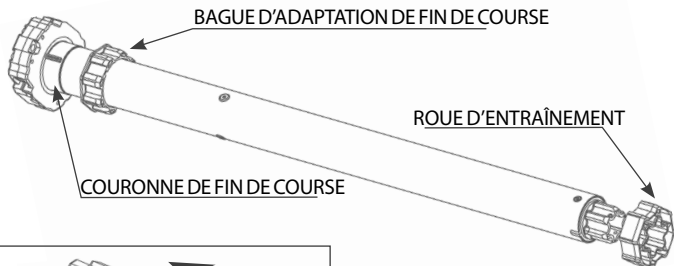 BAGUE D'ADAPTATION DE FIN DE COURSE
ROUE D'ENTRAÎNEMENT
COURONNE DE FIN DE COURSE